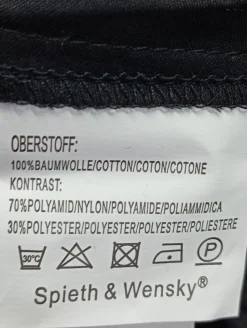 OBERSTOFF:
100%BAUMWOLLE/COTTON/COTON/COTONE
KONTRAST:
70%POLYAMID/NYLON/POLYAMIDE/POLIAMMIDICA
30%POLYESTER/POLYESTER/POLYESTER/POLIESTERE
30°C P
Spieth & Wensky®